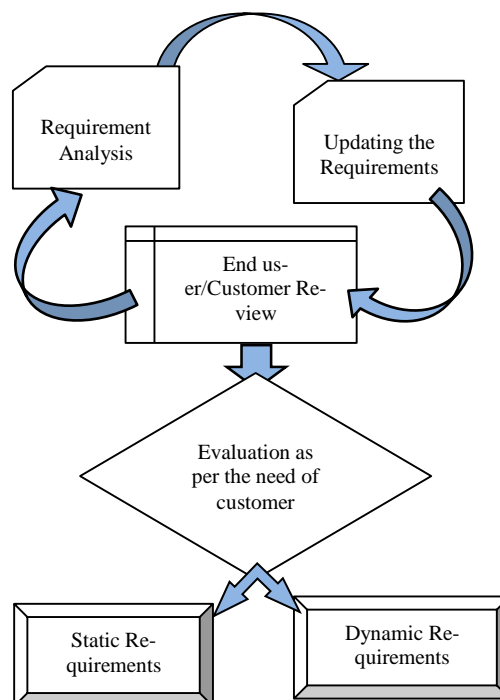 Requirement
Analysis
Updating the
Requirements
End us-
er/Customer Re-
view
Evaluation as
per the need of
customer
Static Re-
quirements
Dynamic Re-
quirements